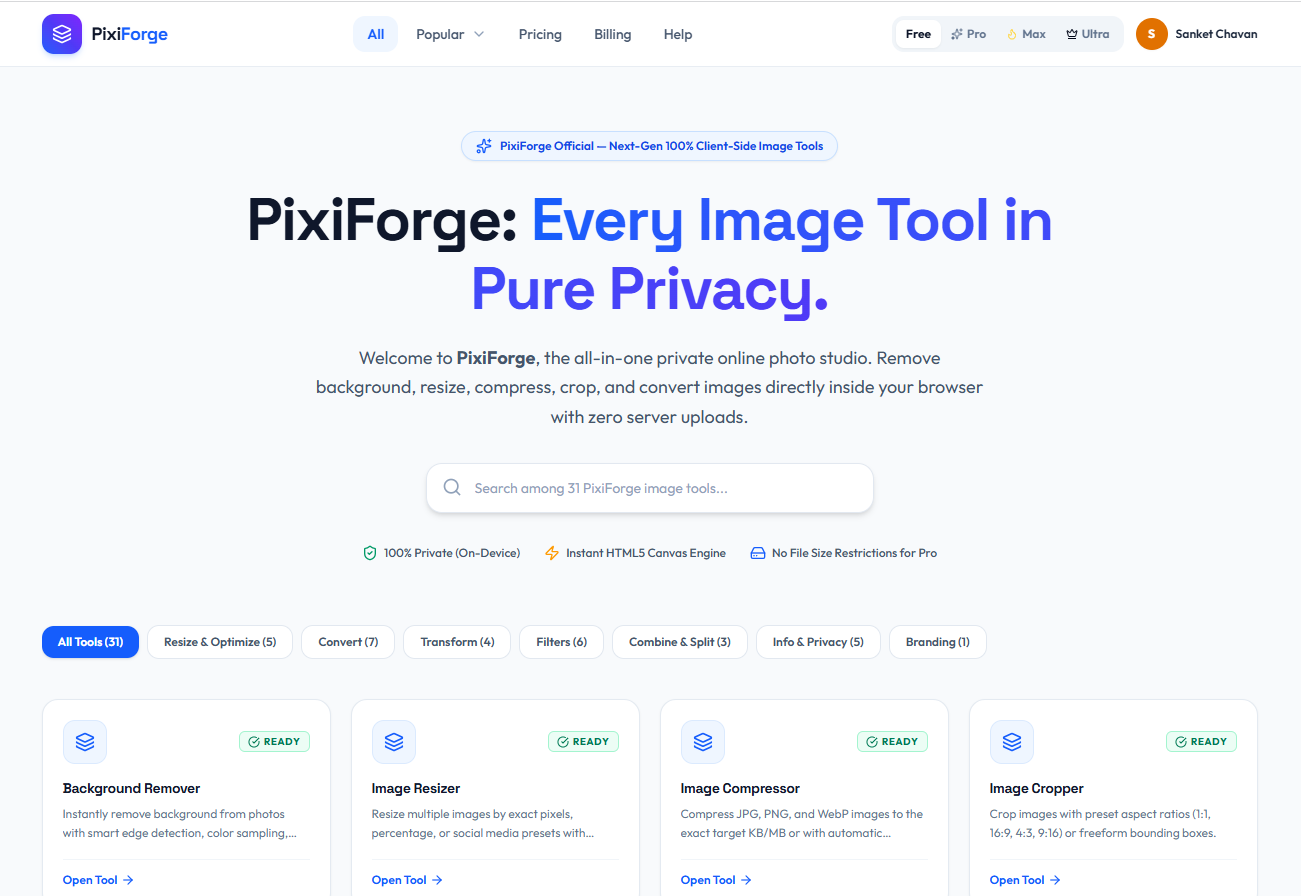 PixiForge
All
Popular
Pricing
Billing
Help
Free
Pro
Max
Ultra
S
Sanket Chavan
PixiForge Official — Next-Gen 100% Client-Side Image Tools
PixiForge: Every Image Tool in
Pure Privacy.
Welcome to PixiForge, the all-in-one private online photo studio. Remove
background, resize, compress, crop, and convert images directly inside your browser
with zero server uploads.
Search among 31 PixiForge image tools...
100% Private (On-Device)
Instant HTML5 Canvas Engine
No File Size Restrictions for Pro
All Tools (31)
Resize & Optimize (5)
Convert (7)
Transform (4)
Filters (6)
Combine & Split (3)
Info & Privacy (5)
Branding (1)
READY
Background Remover
Instantly remove background from photos
with smart edge detection, color sampling,...
Open Tool →
READY
Image Resizer
Resize multiple images by exact pixels,
percentage, or social media presets with...
Open Tool →
READY
Image Compressor
Compress JPG, PNG, and WebP images to the
exact target KB/MB or with automatic...
Open Tool →
READY
Image Cropper
Crop images with preset aspect ratios (1:1,
16:9, 4:3, 9:16) or freeform bounding boxes.
Open Tool →